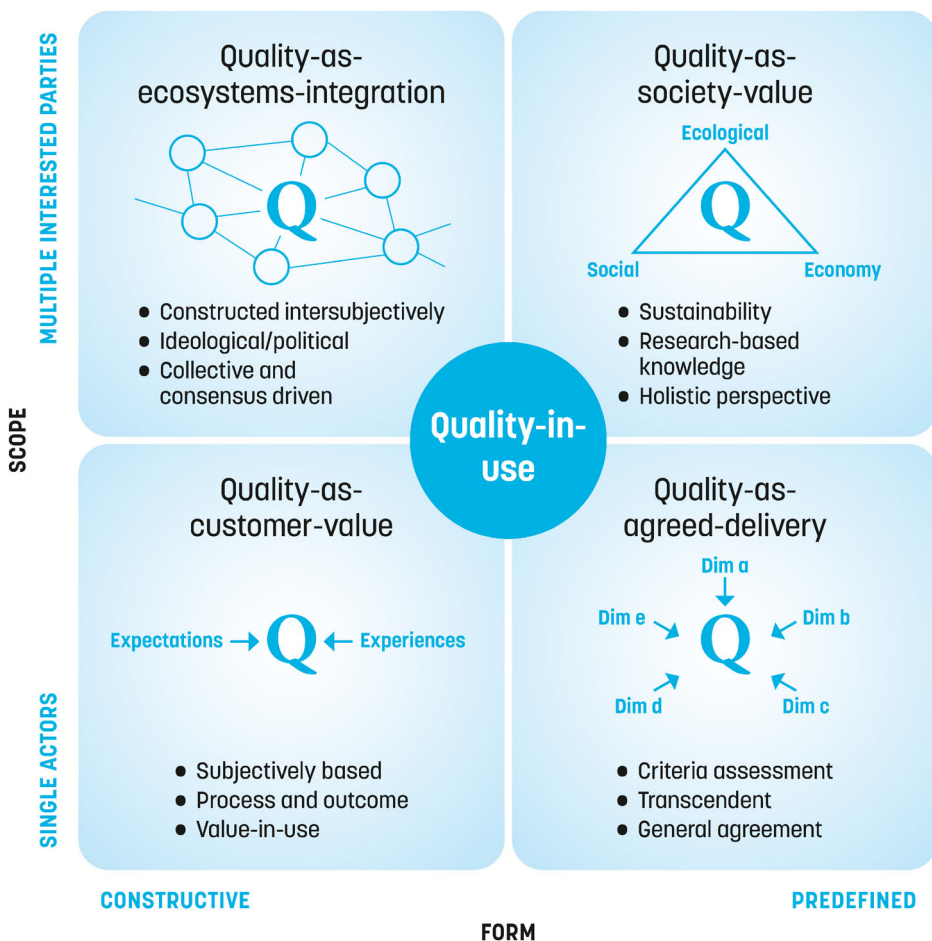 MULTIPLE INTERESTED PARTIES
Quality-as-
ecosystems-integration
Q
• Constructed intersubjectively
• Ideological/political
• Collective and
consensus driven
Quality-as-
society-value
Ecological
Q
Social
Economy
• Sustainability
• Research-based
knowledge
• Holistic perspective
SCOPE
Quality-in-
use
SINGLE ACTORS
Quality-as-
customer-value
Expectations
Q
Experiences
• Subjectively based
• Process and outcome
• Value-in-use
Quality-as-
agreed-delivery
Dim a
Dim e
Q
Dim b
Dim d
Dim c
• Criteria assessment
• Transcendent
• General agreement
CONSTRUCTIVE
PREDEFINED
FORM